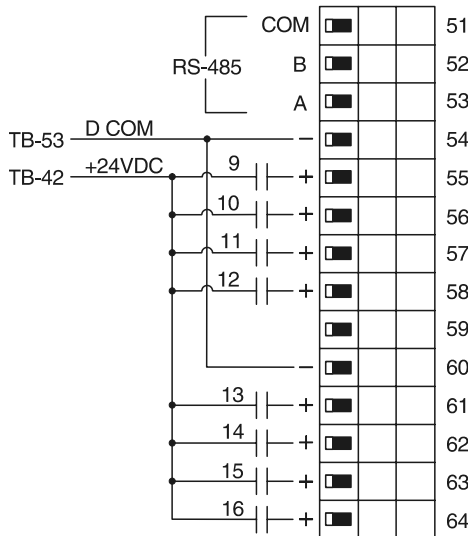 COM 51
RS-485 B 52
A 53
TB-53 D COM − 54
TB-42 +24VDC 9 + 55
10 + 56
11 + 57
12 + 58
59
− 60
13 + 61
14 + 62
15 + 63
16 + 64